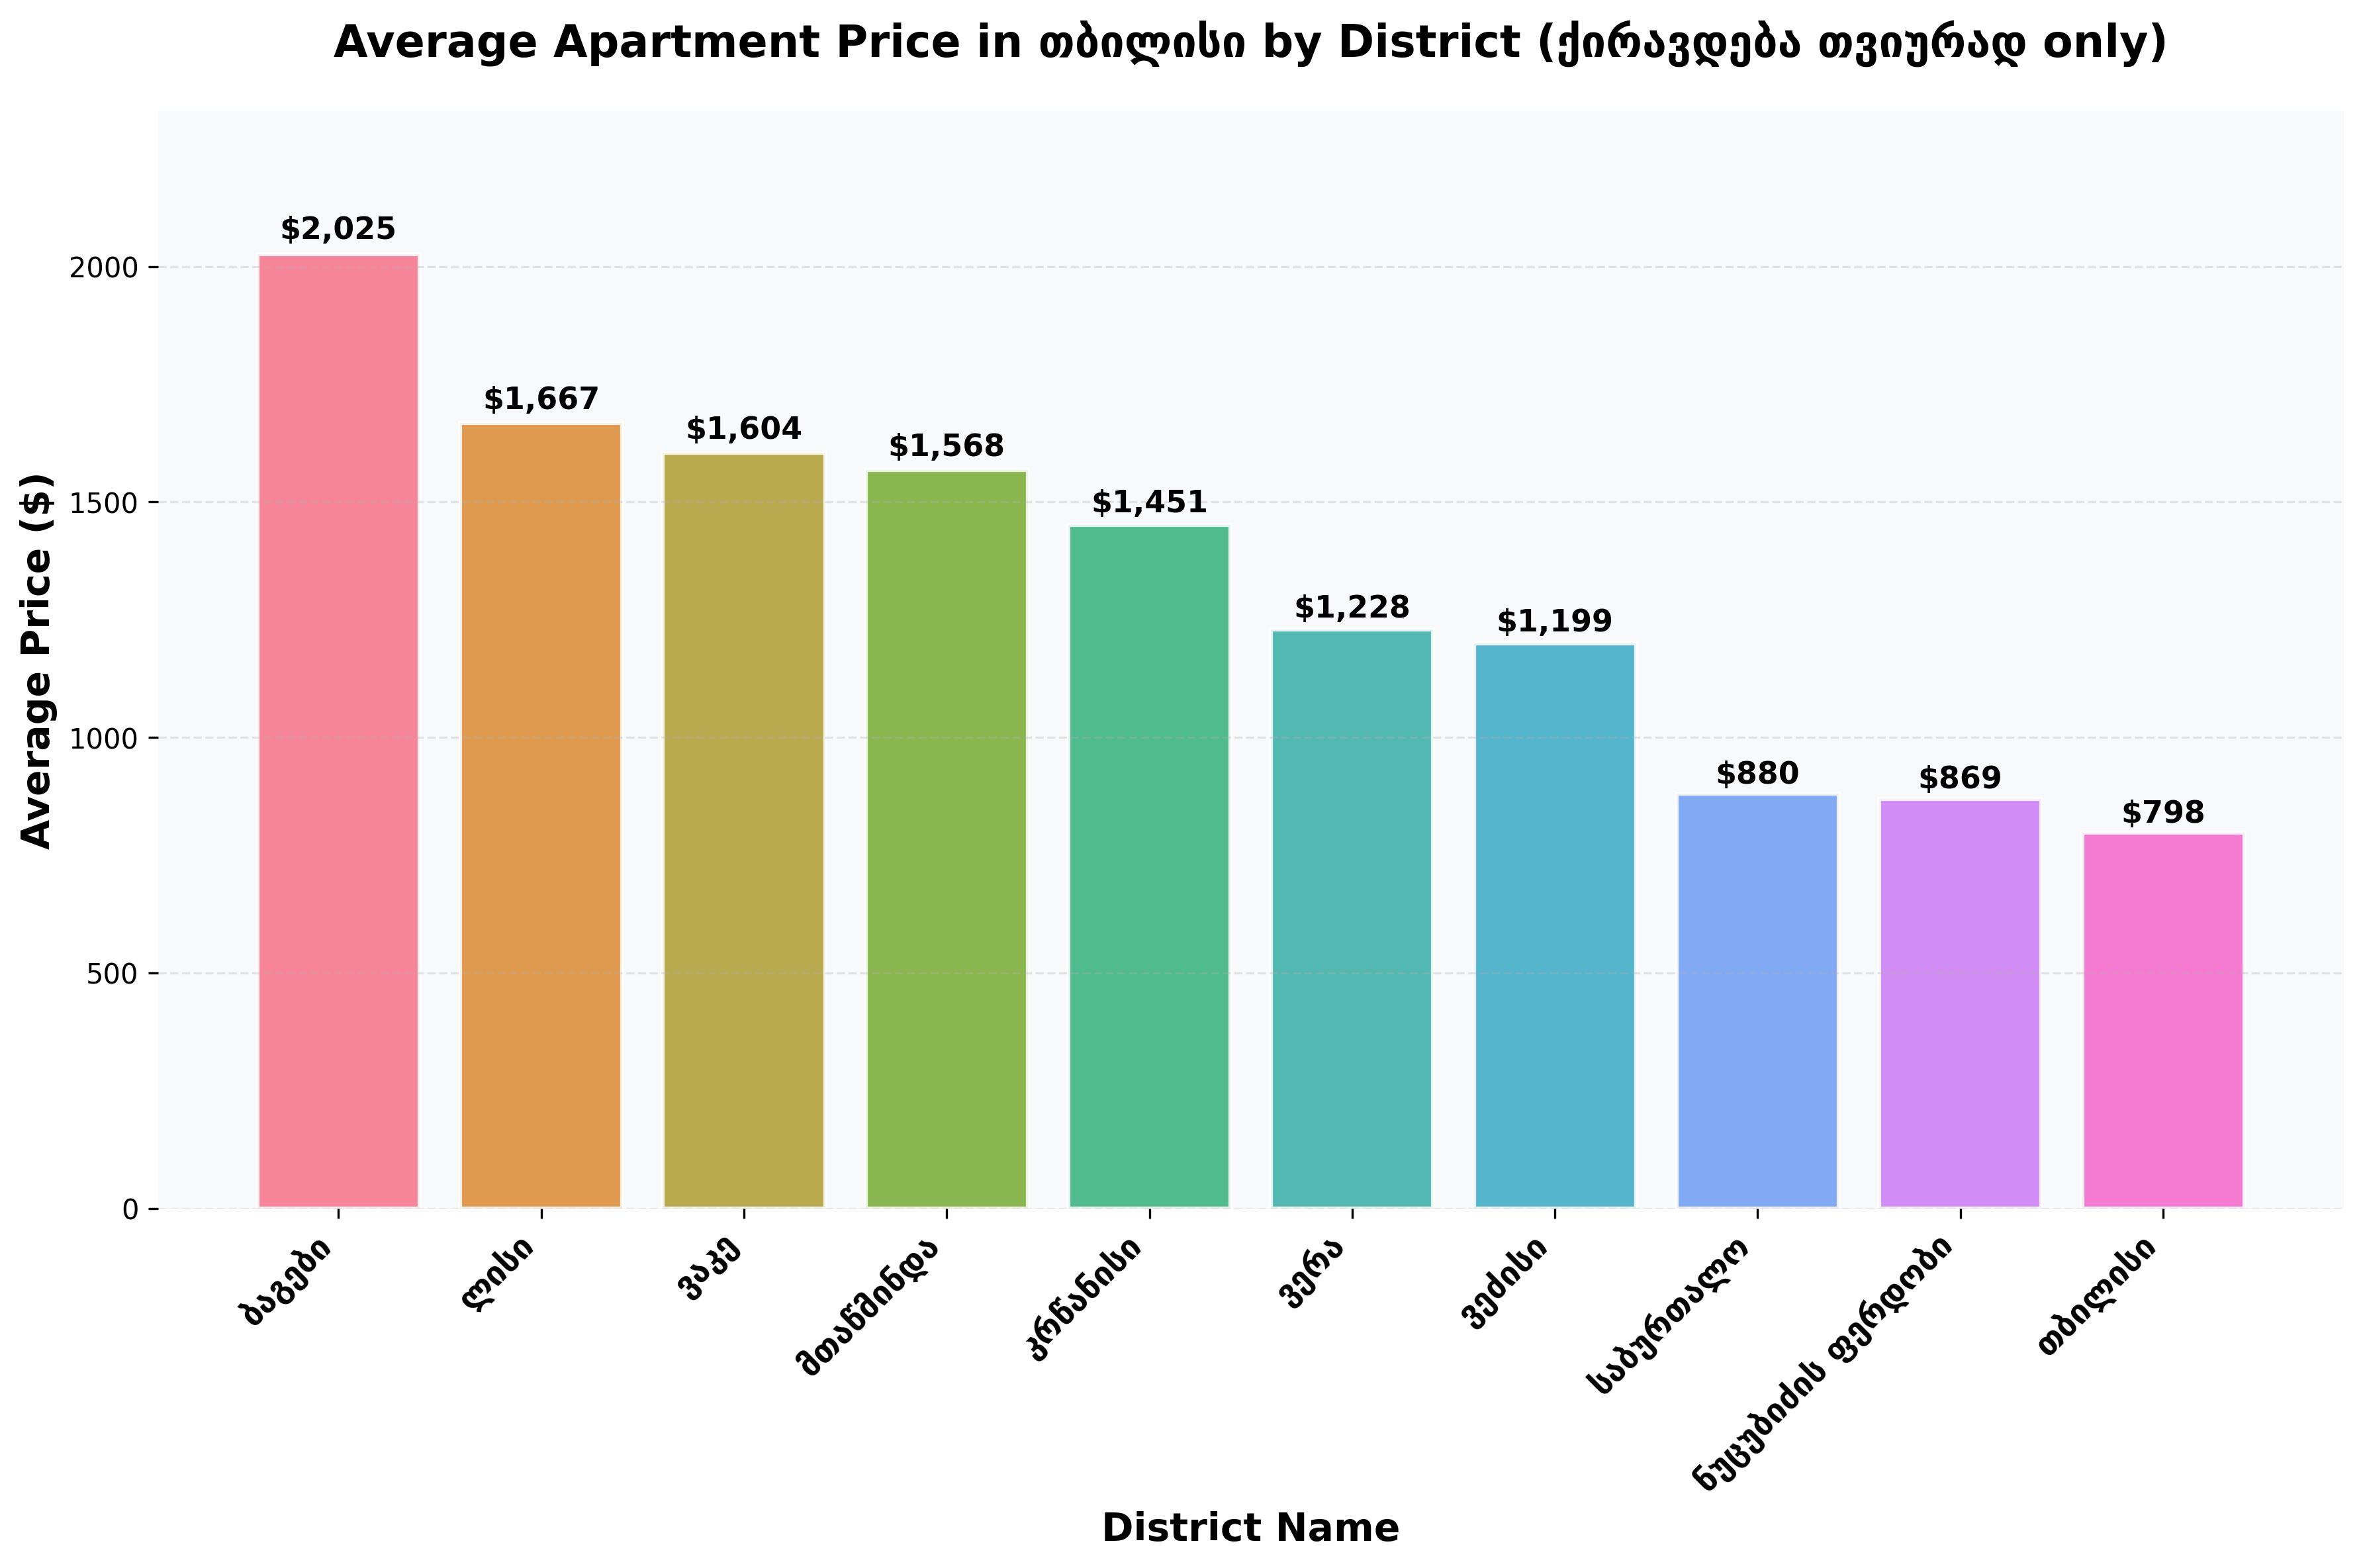 Average Apartment Price in თბილისი by District (ქირავდება თვიურად only)
Average Price ($)
2000
1500
1000
500
0
$2,025
$1,667
$1,604
$1,568
$1,451
$1,228
$1,199
$880
$869
$798
ბაგები
ლისი
ვაკე
მთაწმინდა
კრწანისი
ვერა
ვეძისი
საბურთალო
ნუცუბიძის ფერდობი
თბილისი
District Name